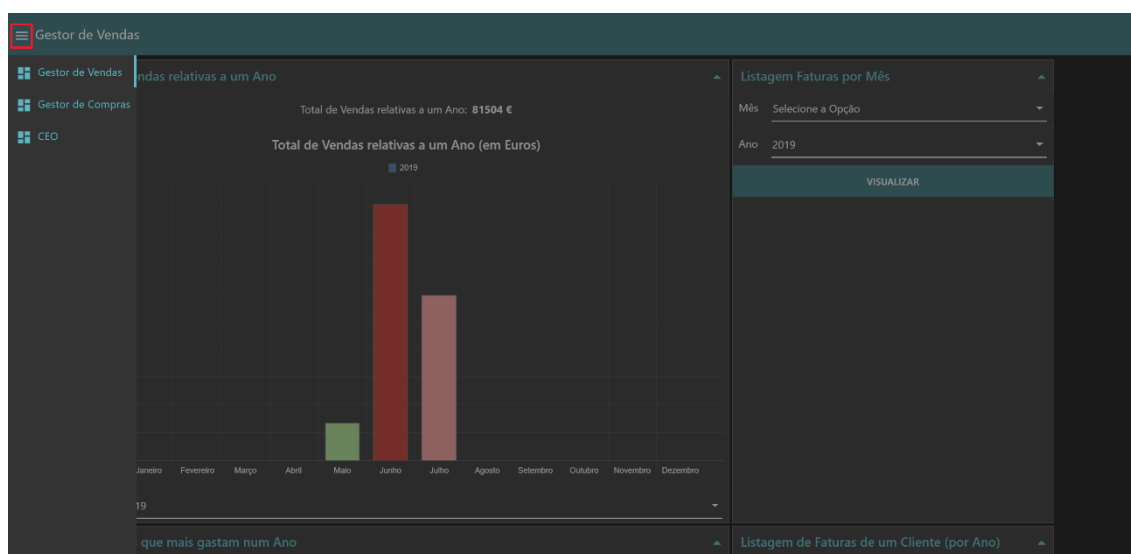 Gestor de Vendas
Gestor de Vendas
Gestor de Compras
CEO
ndas relativas a um Ano
Total de Vendas relativas a um Ano: 81504 €
Total de Vendas relativas a um Ano (em Euros)
2019
Janeiro Fevereiro Março Abril Maio Junho Julho Agosto Setembro Outubro Novembro Dezembro
19
que mais gastam num Ano
Listagem Faturas por Mês
Mês Selecione a Opção
Ano 2019
VISUALIZAR
Listagem de Faturas de um Cliente (por Ano)